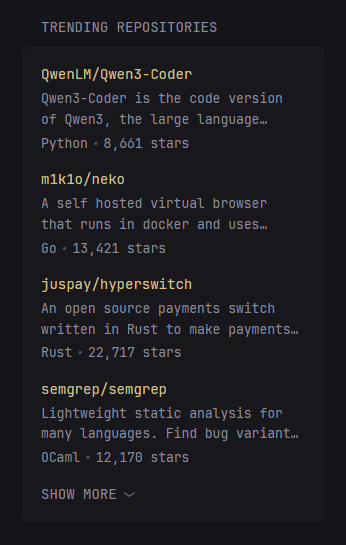 TRENDING REPOSITORIES
QwenLM/Qwen3-Coder
Qwen3-Coder is the code version
of Qwen3, the large language…
Python • 8,661 stars
m1k1o/neko
A self hosted virtual browser
that runs in docker and uses…
Go • 13,421 stars
juspay/hyperswitch
An open source payments switch
written in Rust to make payments…
Rust • 22,717 stars
semgrep/semgrep
Lightweight static analysis for
many languages. Find bug variant…
OCaml • 12,170 stars
SHOW MORE